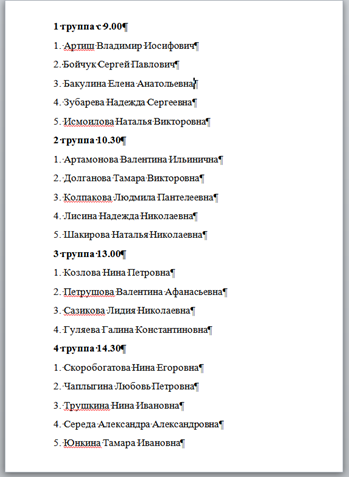 1 группа с 9.00¶
1. Артиш Владимир Иосифович¶
2. Бойчук Сергей Павлович¶
3. Бакулина Елена Анатольевна¶
4. Зубарева Надежда Сергеевна¶
5. Исмоилова Наталья Викторовна¶
2 группа 10.30¶
1. Артамонова Валентина Ильинична¶
2. Долганова Тамара Викторовна¶
3. Колпакова Людмила Пантелеевна¶
4. Лисина Надежда Николаевна¶
5. Шакирова Наталья Николаевна¶
3 группа 13.00¶
1. Козлова Нина Петровна¶
2. Петрушова Валентина Афанасьевна¶
3. Сазикова Лидия Николаевна¶
4. Гуляева Галина Константиновна¶
4 группа 14.30¶
1. Скоробогатова Нина Егоровна¶
2. Чаплыгина Любовь Петровна¶
3. Трушкина Нина Ивановна¶
4. Середа Александра Александровна¶
5. Юнкина Тамара Ивановна¶